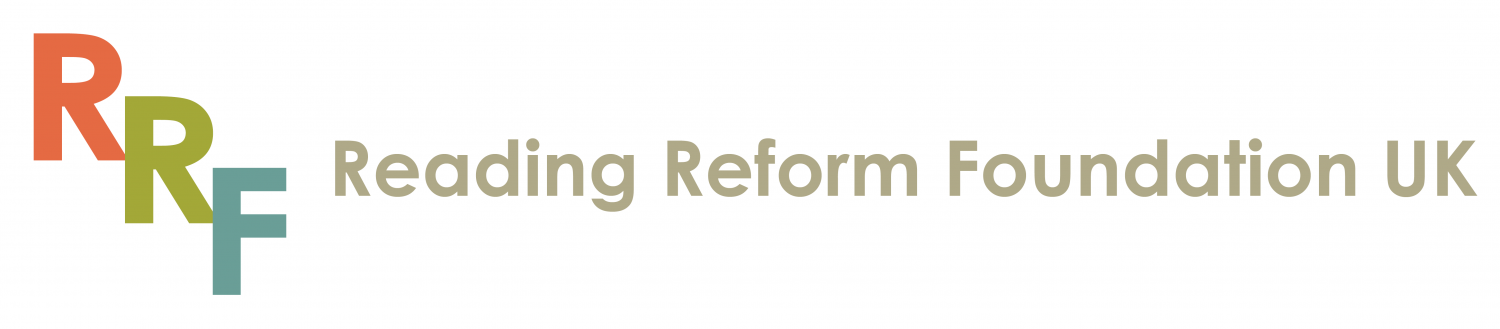 RRF
Reading Reform Foundation UK